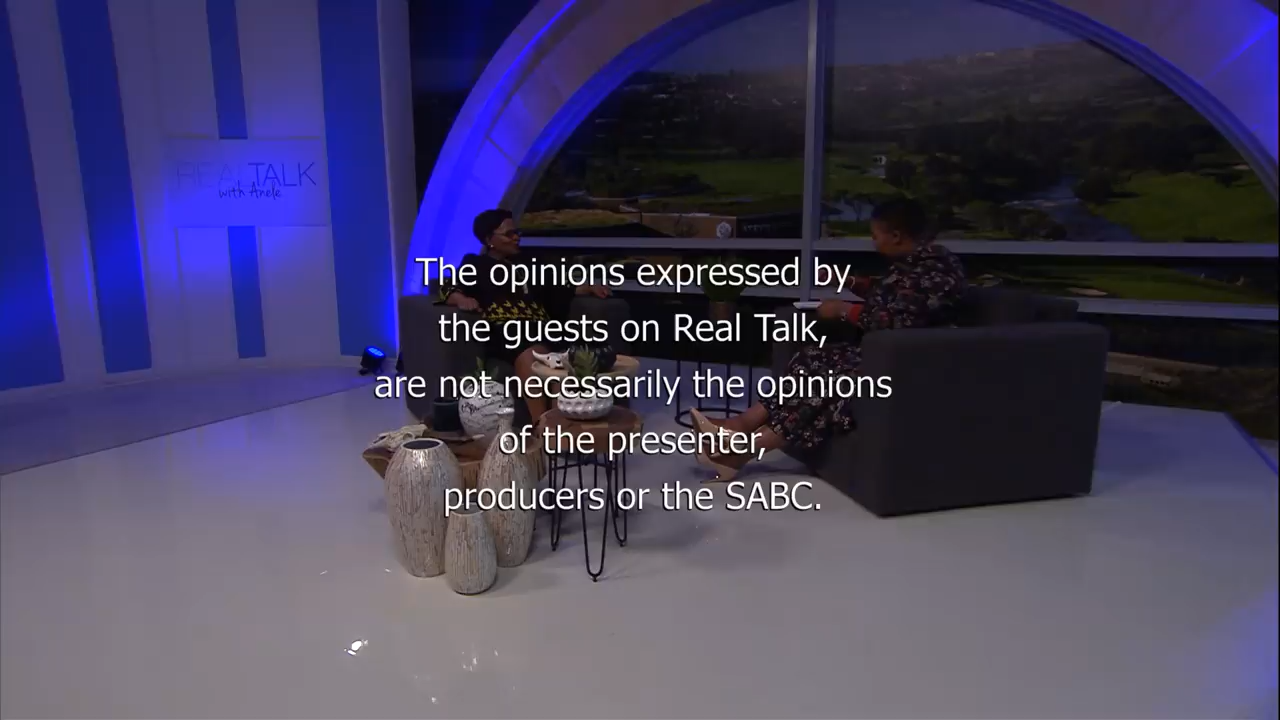 REAL TALK
with Anele
The opinions expressed by
the guests on Real Talk,
are not necessarily the opinions
of the presenter,
producers or the SABC.